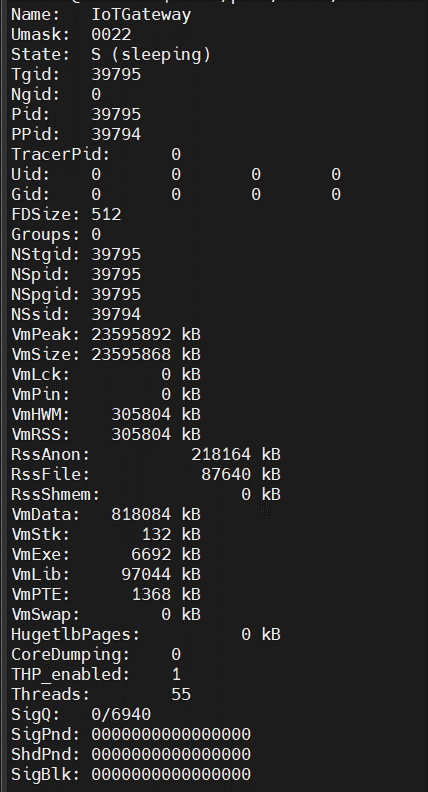 Name:   IoTGateway
Umask:  0022
State:  S (sleeping)
Tgid:   39795
Ngid:   0
Pid:    39795
PPid:   39794
TracerPid:      0
Uid:    0       0       0       0
Gid:    0       0       0       0
FDSize: 512
Groups: 0
NStgid: 39795
NSpid:  39795
NSpgid: 39795
NSsid:  39794
VmPeak: 23595892 kB
VmSize: 23595868 kB
VmLck:         0 kB
VmPin:         0 kB
VmHWM:    305804 kB
VmRSS:    305804 kB
RssAnon:          218164 kB
RssFile:           87640 kB
RssShmem:              0 kB
VmData:   818084 kB
VmStk:       132 kB
VmExe:      6692 kB
VmLib:     97044 kB
VmPTE:      1368 kB
VmSwap:        0 kB
HugetlbPages:          0 kB
CoreDumping:    0
THP_enabled:    1
Threads:        55
SigQ:   0/6940
SigPnd: 0000000000000000
ShdPnd: 0000000000000000
SigBlk: 0000000000000000